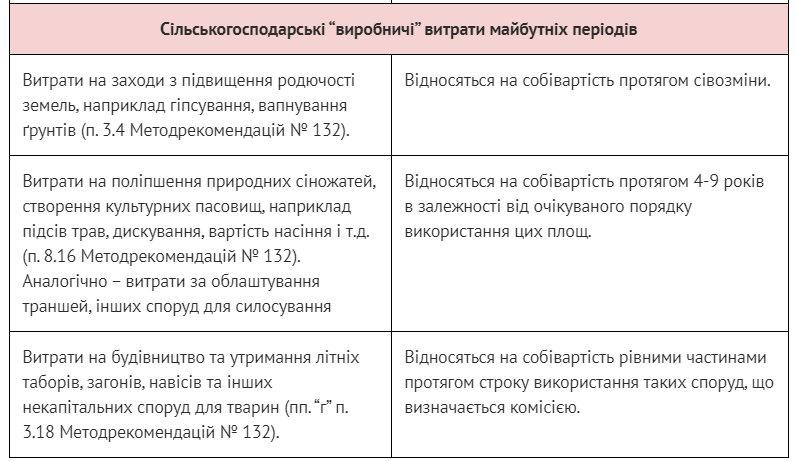 Сільськогосподарські “виробничі” витрати майбутніх періодів
Витрати на заходи з підвищення родючості
земель, наприклад гіпсування, вапнування
ґрунтів (п. 3.4 Методрекомендацій № 132).
Відносяться на собівартість протягом сівозміни.
Витрати на поліпшення природних сіножатей,
створення культурних пасовищ, наприклад
підсів трав, дискування, вартість насіння і т.д.
(п. 8.16 Методрекомендацій № 132).
Аналогічно – витрати за облаштування
траншей, інших споруд для силосування
Відносяться на собівартість протягом 4-9 років
в залежності від очікуваного порядку
використання цих площ.
Витрати на будівництво та утримання літніх
таборів, загонів, навісів та інших
некапітальних споруд для тварин (пп. “ґ” п.
3.18 Методрекомендацій № 132).
Відносяться на собівартість рівними частинами
протягом строку використання таких споруд, що
визначається комісією.